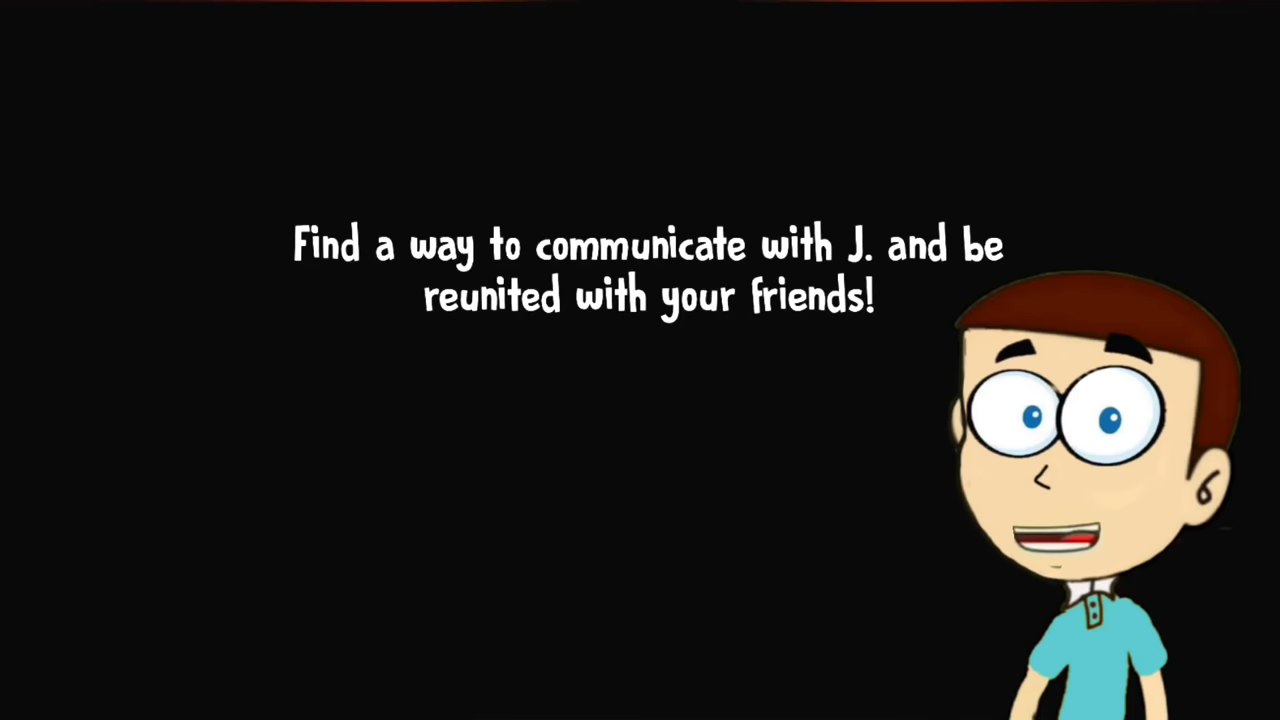 Find a way to communicate with J. and be
reunited with your friends!